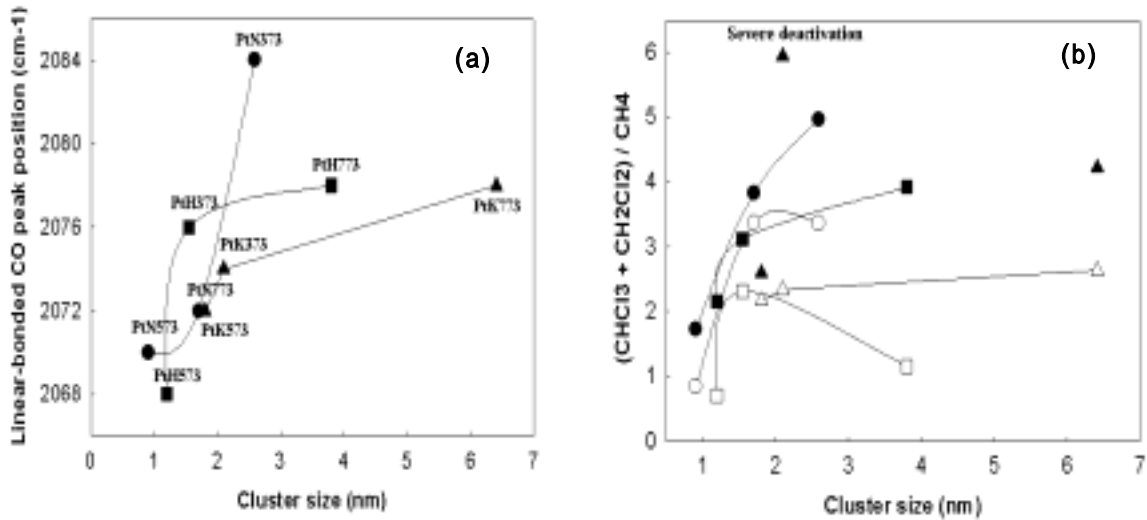 Linear-bonded CO peak position (cm-1)
2084
2080
2076
2072
2068
(a)
PtN373
PtH773
PtH373
PtK773
PtK373
PtN773
PtN573
PtK573
PtH573
0 1 2 3 4 5 6 7
Cluster size (nm)
(CHCl3 + CH2Cl2) / CH4
Severe deactivation
(b)
6
5
4
3
2
1
0
1 2 3 4 5 6 7
Cluster size (nm)